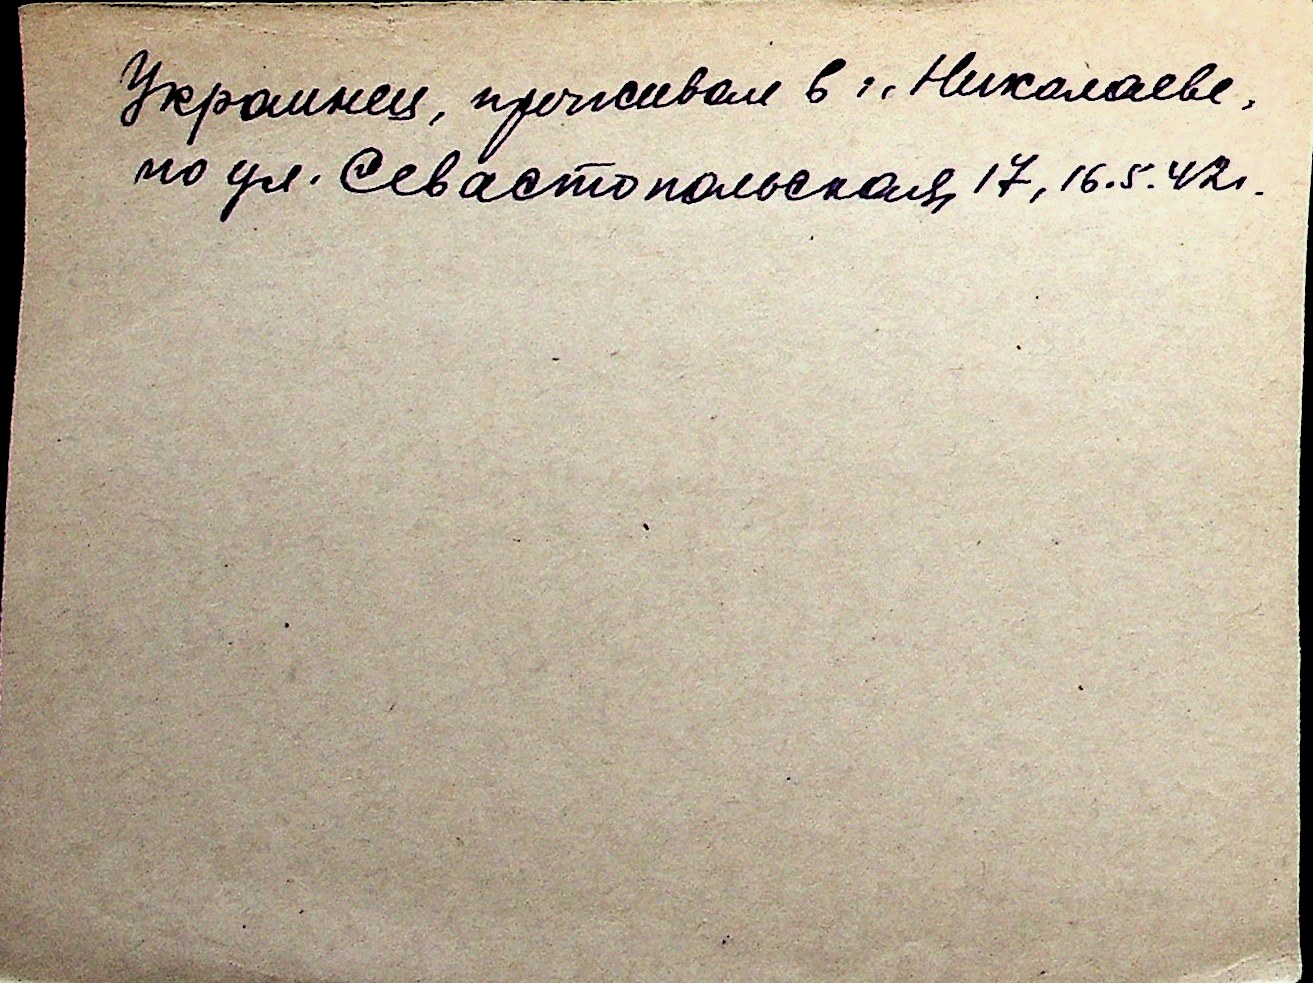 Украинец, проживал в г. Николаеве,
по ул. Севастопольская, 17, 16.5.42г.